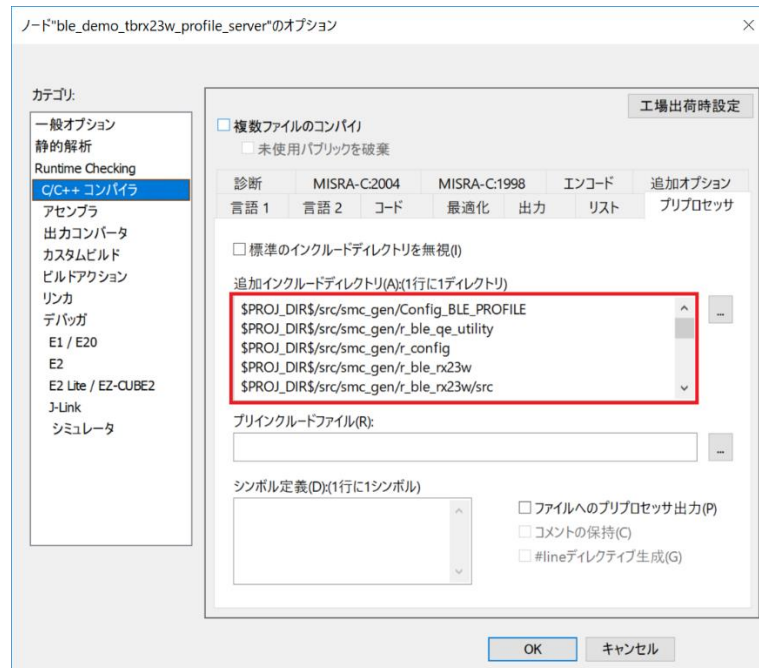 ノード"ble_demo_tbrx23w_profile_server"のオプション
カテゴリ:
一般オプション
静的解析
Runtime Checking
C/C++ コンパイラ
アセンブラ
出力コンバータ
カスタムビルド
ビルドアクション
リンカ
デバッガ
E1 / E20
E2
E2 Lite / EZ-CUBE2
J-Link
シミュレータ
工場出荷時設定
複数ファイルのコンパイル
未使用パブリックを破棄
診断 MISRA-C:2004 MISRA-C:1998 エンコード 追加オプション
言語 1 言語 2 コード 最適化 出力 リスト プリプロセッサ
標準のインクルードディレクトリを無視(I)
追加インクルードディレクトリ(A):(1行に1ディレクトリ)
$PROJ_DIR$/src/smc_gen/Config_BLE_PROFILE
$PROJ_DIR$/src/smc_gen/r_ble_qe_utility
$PROJ_DIR$/src/smc_gen/r_config
$PROJ_DIR$/src/smc_gen/r_ble_rx23w
$PROJ_DIR$/src/smc_gen/r_ble_rx23w/src
...
プリインクルードファイル(R):
...
シンボル定義(D):(1行に1シンボル)
ファイルへのプリプロセッサ出力(P)
コメントの保持(C)
#lineディレクティブ生成(G)
OK キャンセル